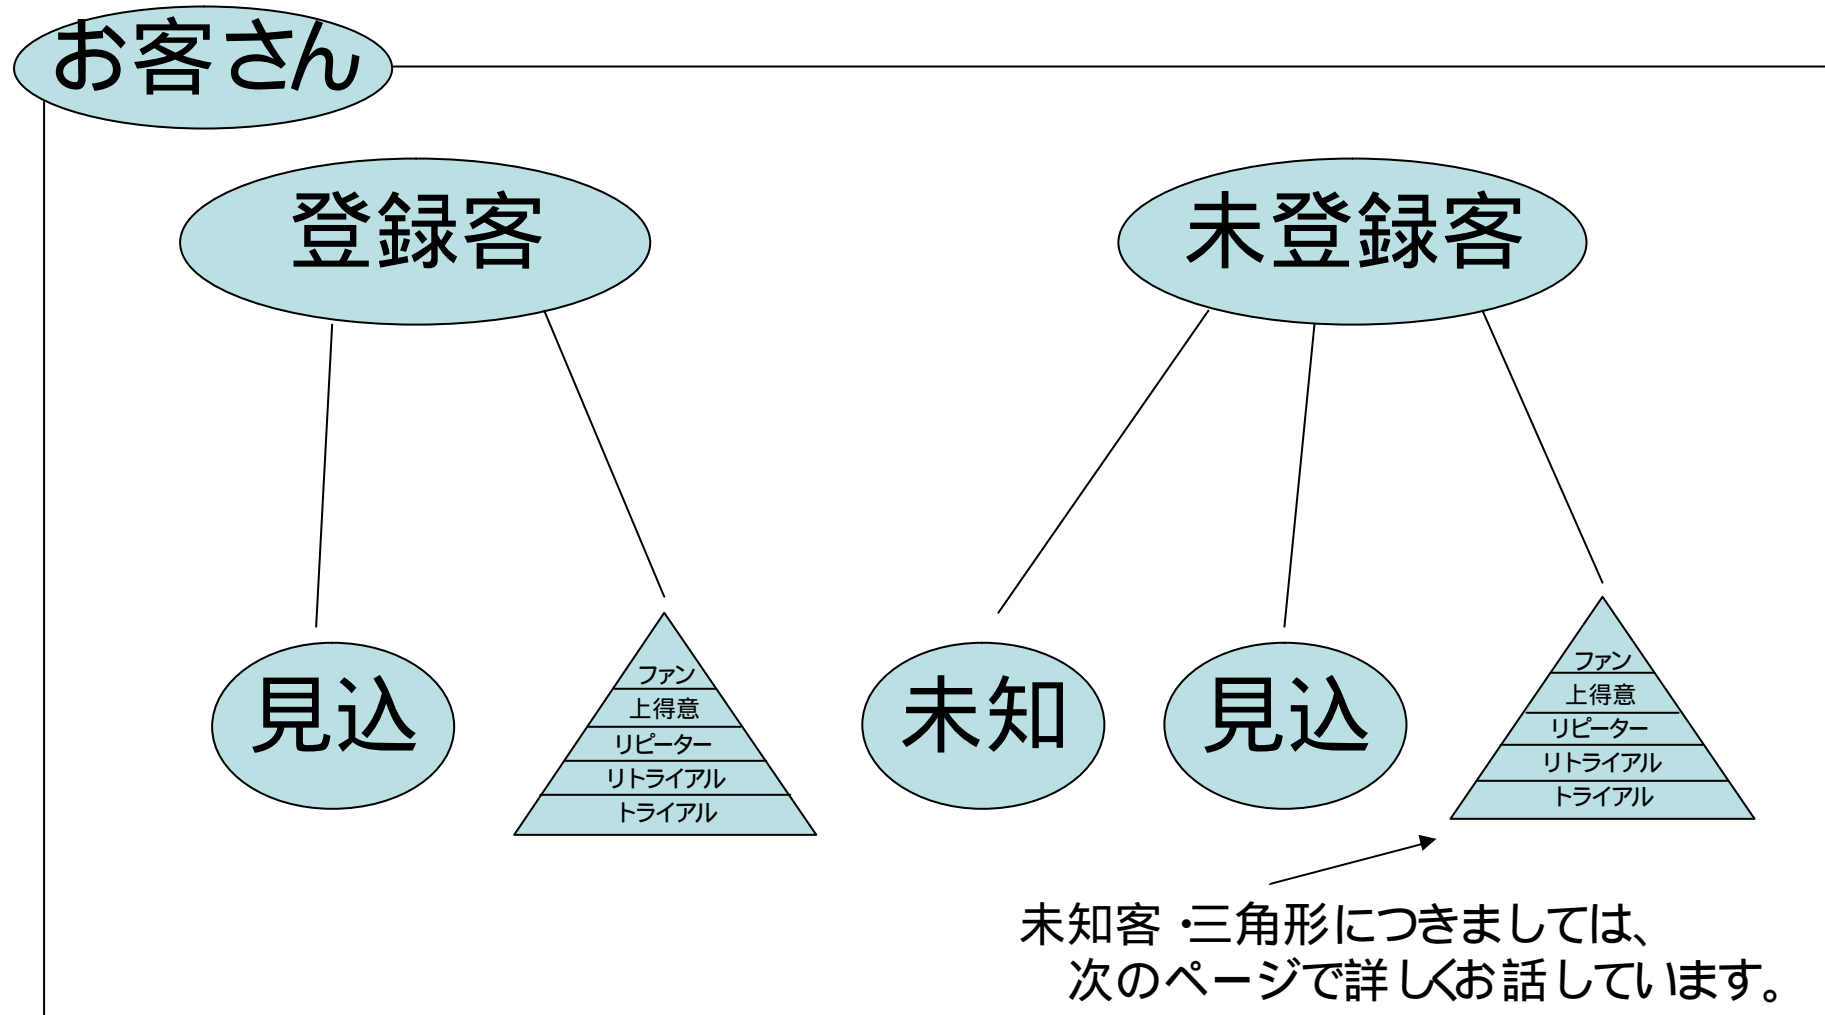 お客さん
登録客
未登録客
見込
ファン
上得意
リピーター
リトライアル
トライアル
未知
見込
ファン
上得意
リピーター
リトライアル
トライアル
未知客・三角形につきましては、
次のページで詳しくお話しています。